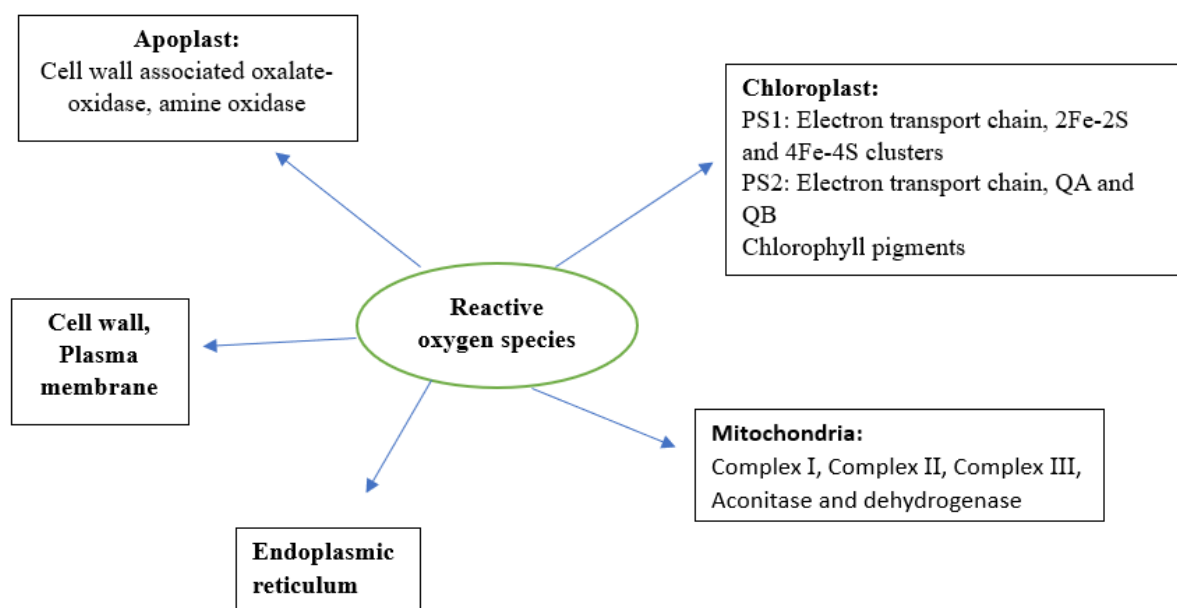 Apoplast:
Cell wall associated oxalate-
oxidase, amine oxidase
Chloroplast:
PS1: Electron transport chain, 2Fe-2S
and 4Fe-4S clusters
PS2: Electron transport chain, QA and
QB
Chlorophyll pigments
Reactive
oxygen species
Cell wall,
Plasma
membrane
Mitochondria:
Complex I, Complex II, Complex III,
Aconitase and dehydrogenase
Endoplasmic
reticulum